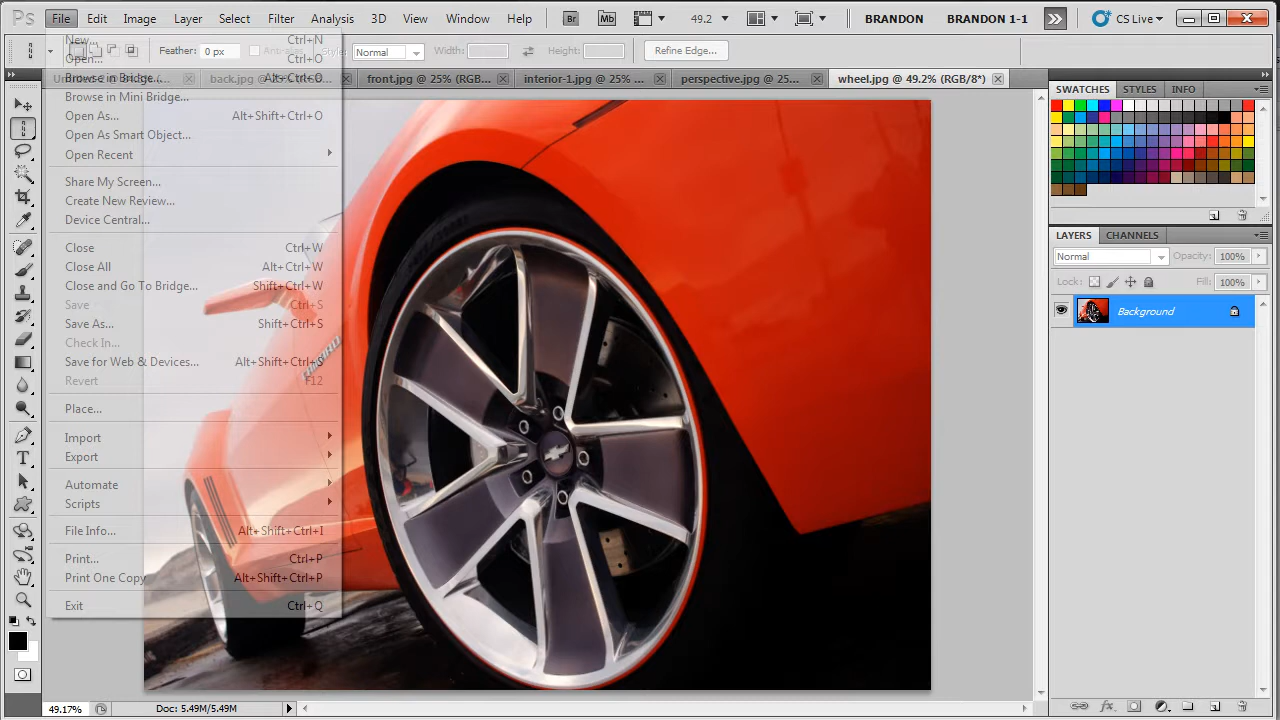 Ps File Edit Image Layer Select Filter Analysis 3D View Window Help Br Mb 49.2 BRANDON BRANDON 1-1 CS Live
Feather: 0 px Anti-alias Style: Normal Width: Height: Refine Edge...
back.jpg @ 25% front.jpg @ 25% (RGB... interior-1.jpg @ 25% ... perspective.jpg @ 25... wheel.jpg @ 49.2% (RGB/8*)
New... Ctrl+N
Open... Ctrl+O
Browse in Bridge... Alt+Ctrl+O
Browse in Mini Bridge...
Open As... Alt+Shift+Ctrl+O
Open As Smart Object...
Open Recent
Share My Screen...
Create New Review...
Device Central...
Close Ctrl+W
Close All Alt+Ctrl+W
Close and Go To Bridge... Shift+Ctrl+W
Save Ctrl+S
Save As... Shift+Ctrl+S
Check In...
Save for Web & Devices... Alt+Shift+Ctrl+S
Revert F12
Place...
Import
Export
Automate
Scripts
File Info... Alt+Shift+Ctrl+I
Print... Ctrl+P
Print One Copy Alt+Shift+Ctrl+P
Exit Ctrl+Q
SWATCHES STYLES INFO
LAYERS CHANNELS
Normal Opacity: 100%
Lock: Fill: 100%
Background
49.17% Doc: 5.49M/5.49M